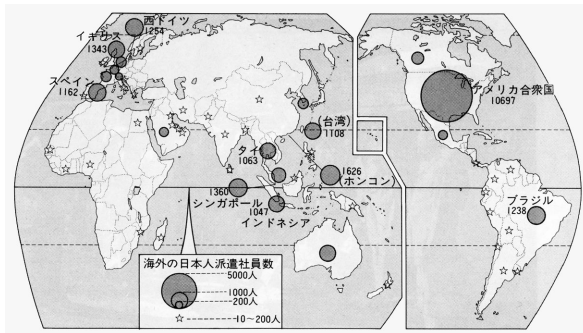 西ドイツ
1254
イギリス
1343
スペイン
1162
アメリカ合衆国
10697
(台湾)
1108
タイ
1063
1626
(ホンコン)
1360
シンガポール
1047
インドネシア
ブラジル
1238
海外の日本人派遣社員数
5000人
1000人
200人
☆ 10~200人